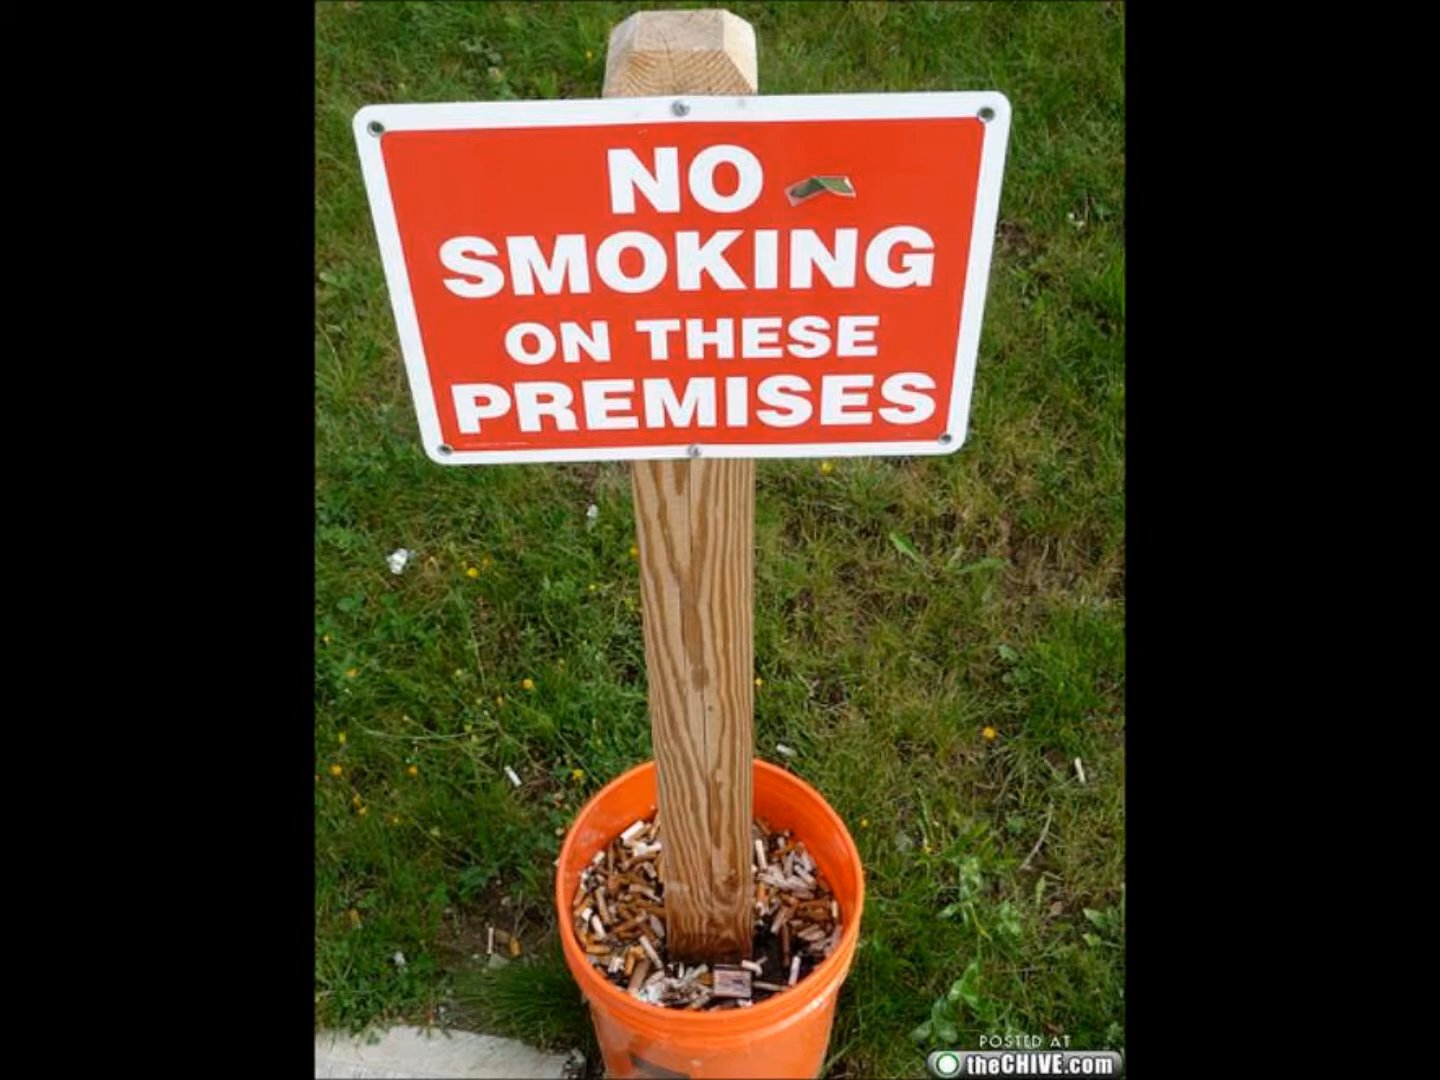 NO
SMOKING
ON THESE
PREMISES
POSTED AT
theCHIVE.com